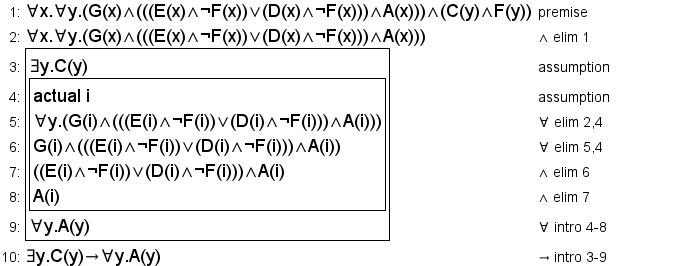 1: ∀x.∀y.(G(x)∧(((E(x)∧¬F(x))∨(D(x)∧¬F(x)))∧A(x)))∧(C(y)∧F(y)) premise
2: ∀x.∀y.(G(x)∧(((E(x)∧¬F(x))∨(D(x)∧¬F(x)))∧A(x))) ∧ elim 1
3: ∃y.C(y) assumption
4: actual i assumption
5: ∀y.(G(i)∧(((E(i)∧¬F(i))∨(D(i)∧¬F(i)))∧A(i))) ∀ elim 2,4
6: G(i)∧(((E(i)∧¬F(i))∨(D(i)∧¬F(i)))∧A(i)) ∀ elim 5,4
7: ((E(i)∧¬F(i))∨(D(i)∧¬F(i)))∧A(i) ∧ elim 6
8: A(i) ∧ elim 7
9: ∀y.A(y) ∀ intro 4-8
10: ∃y.C(y)→∀y.A(y) → intro 3-9